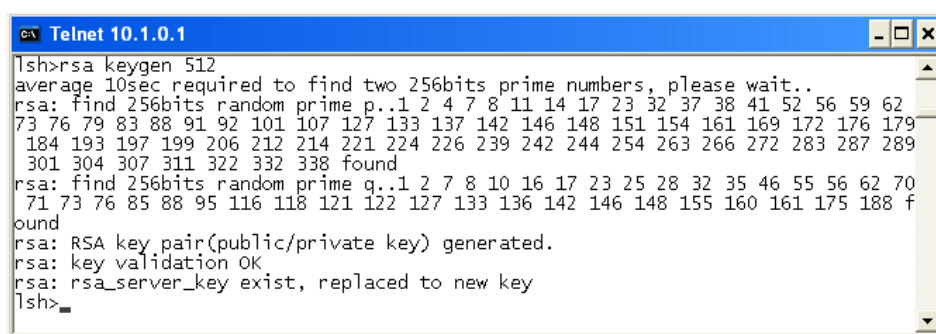 Telnet 10.1.0.1
lsh>rsa keygen 512
average 10sec required to find two 256bits prime numbers, please wait..
rsa: find 256bits random prime p..1 2 4 7 8 11 14 17 23 32 37 38 41 52 56 59 62
73 76 79 83 88 91 92 101 107 127 133 137 142 146 148 151 154 161 169 172 176 179
184 193 197 199 206 212 214 221 224 226 239 242 244 254 263 266 272 283 287 289
301 304 307 311 322 332 338 found
rsa: find 256bits random prime q..1 2 7 8 10 16 17 23 25 28 32 35 46 55 56 62 70
71 73 76 85 88 95 116 118 121 122 127 133 136 142 146 148 155 160 161 175 188 f
ound
rsa: RSA key pair(public/private key) generated.
rsa: key validation OK
rsa: rsa_server_key exist, replaced to new key
lsh>